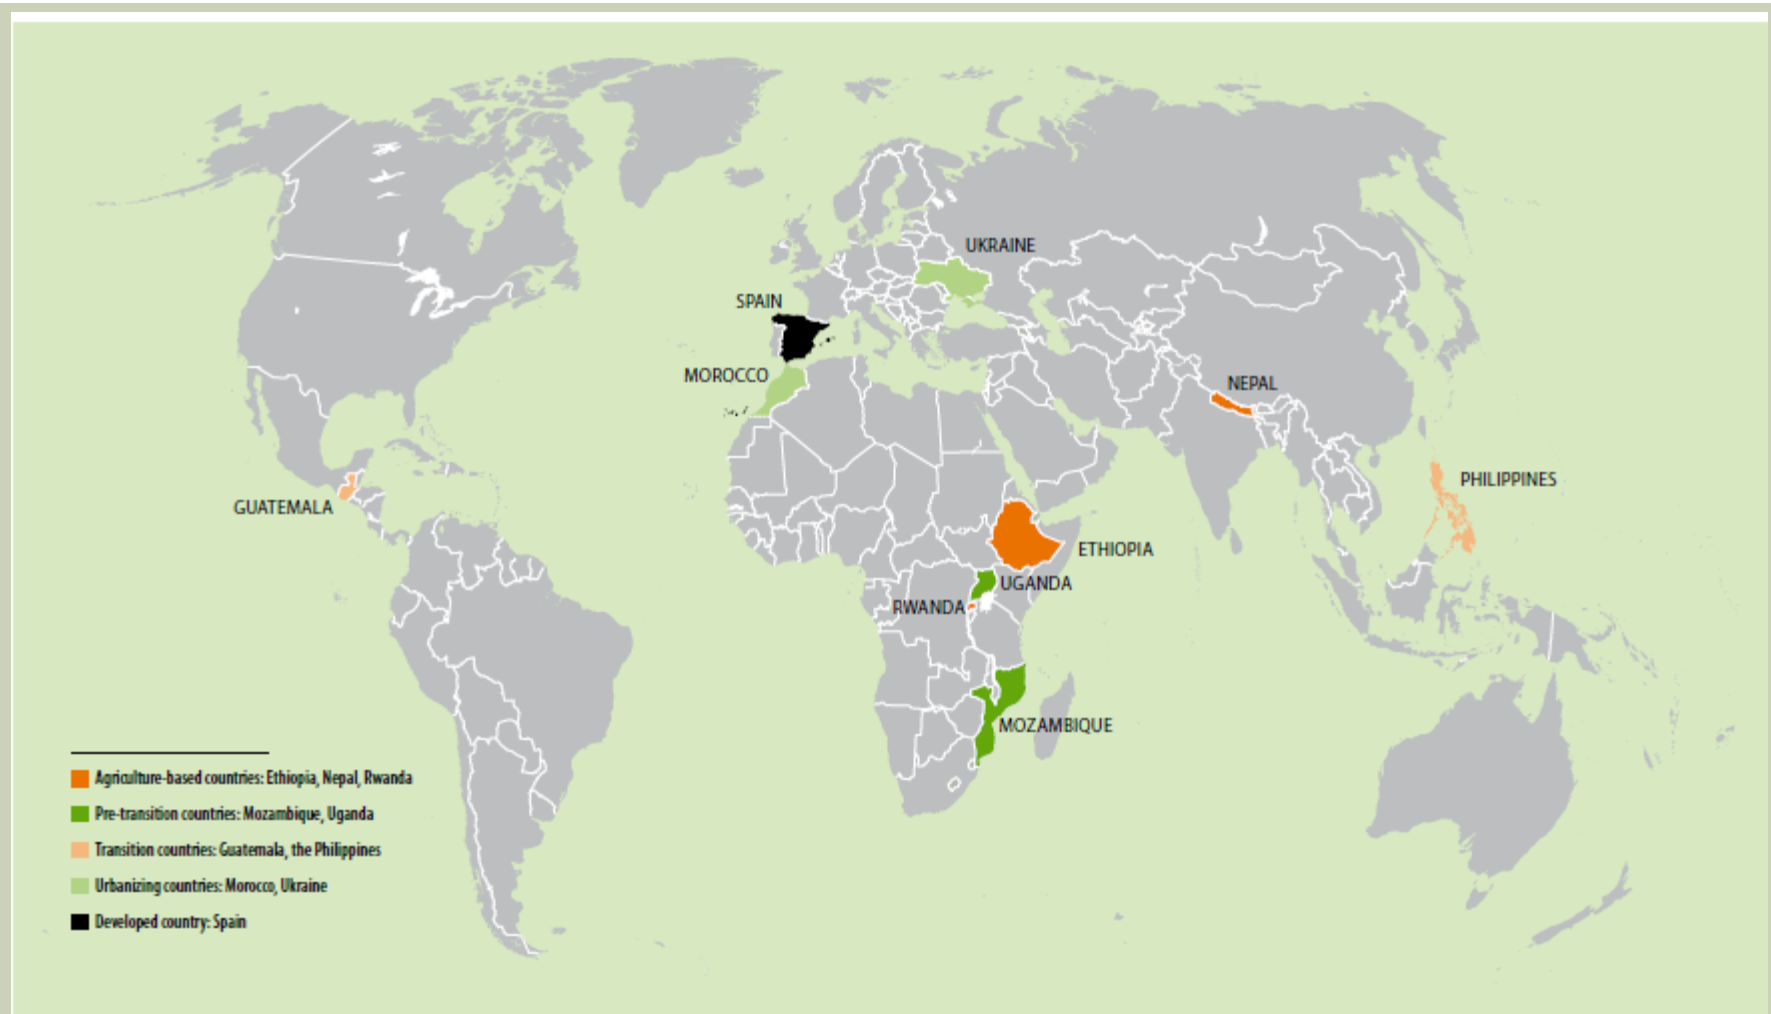 UKRAINE
SPAIN
MOROCCO
NEPAL
PHILIPPINES
GUATEMALA
ETHIOPIA
UGANDA
RWANDA
MOZAMBIQUE
Agriculture-based countries: Ethiopia, Nepal, Rwanda
Pre-transition countries: Mozambique, Uganda
Transition countries: Guatemala, the Philippines
Urbanizing countries: Morocco, Ukraine
Developed country: Spain